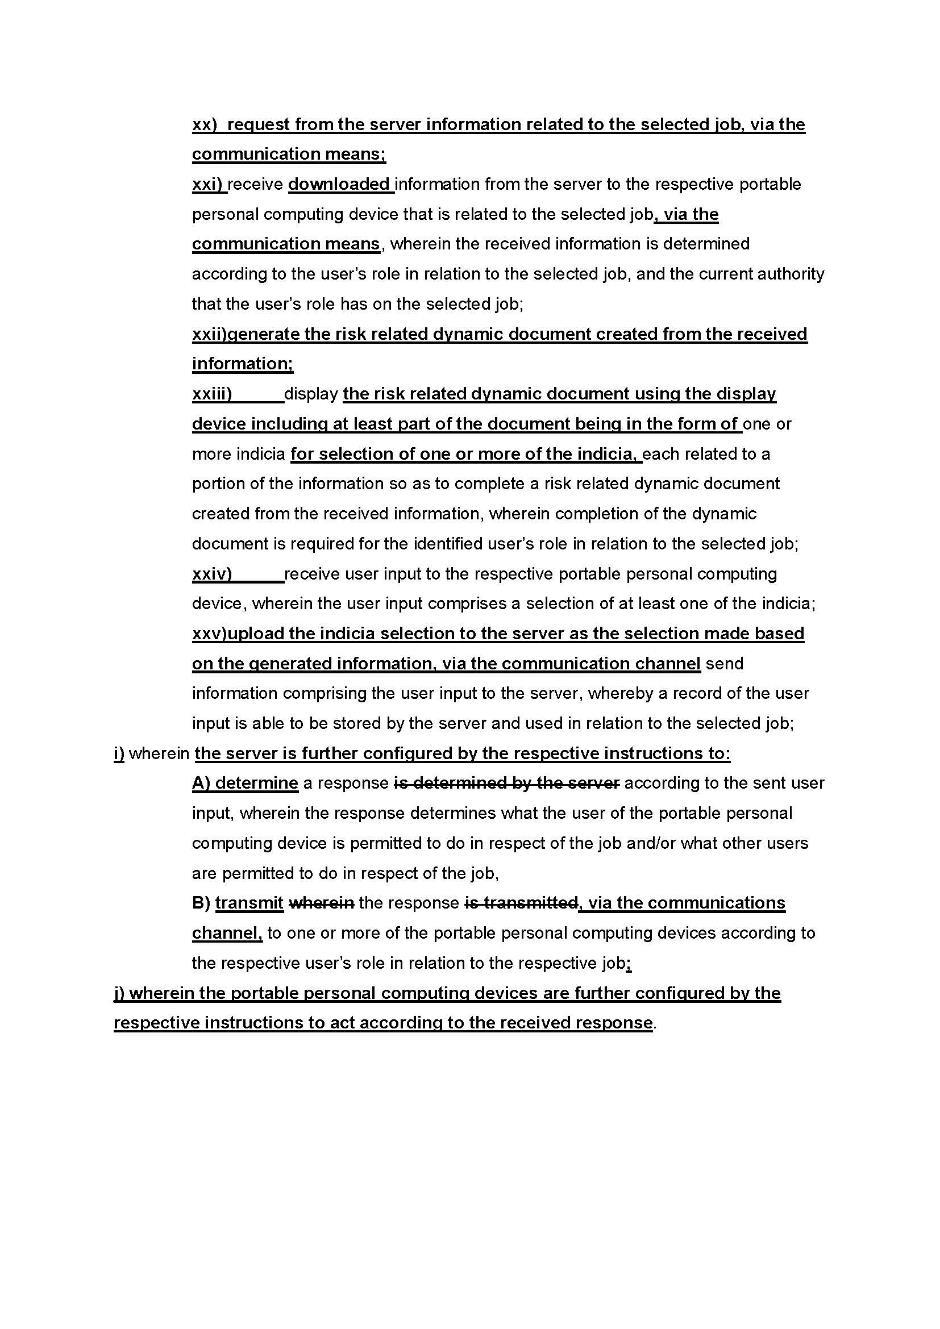 xx)  request from the server information related to the selected job, via the
communication means;
xxi) receive downloaded information from the server to the respective portable
personal computing device that is related to the selected job, via the
communication means, wherein the received information is determined
according to the user's role in relation to the selected job, and the current authority
that the user's role has on the selected job;
xxii)generate the risk related dynamic document created from the received
information;
xxiii)      display the risk related dynamic document using the display
device including at least part of the document being in the form of one or
more indicia for selection of one or more of the indicia, each related to a
portion of the information so as to complete a risk related dynamic document
created from the received information, wherein completion of the dynamic
document is required for the identified user's role in relation to the selected job;
xxiv)      receive user input to the respective portable personal computing
device, wherein the user input comprises a selection of at least one of the indicia;
xxv)upload the indicia selection to the server as the selection made based
on the generated information, via the communication channel send
information comprising the user input to the server, whereby a record of the user
input is able to be stored by the server and used in relation to the selected job;
i) wherein the server is further configured by the respective instructions to:
A) determine a response is determined by the server according to the sent user
input, wherein the response determines what the user of the portable personal
computing device is permitted to do in respect of the job and/or what other users
are permitted to do in respect of the job,
B) transmit wherein the response is transmitted, via the communications
channel, to one or more of the portable personal computing devices according to
the respective user's role in relation to the respective job;
j) wherein the portable personal computing devices are further configured by the
respective instructions to act according to the received response.